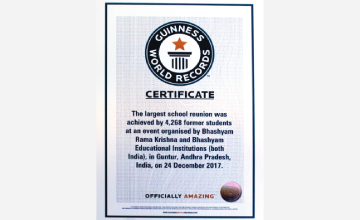 GUINNESS
WORLD RECORDS
CERTIFICATE
The largest school reunion was
achieved by 4,268 former students
at an event organised by Bhashyam
Rama Krishna and Bhashyam
Educational Institutions (both
India), in Guntur, Andhra Pradesh,
India, on 24 December 2017.
OFFICIALLY AMAZING